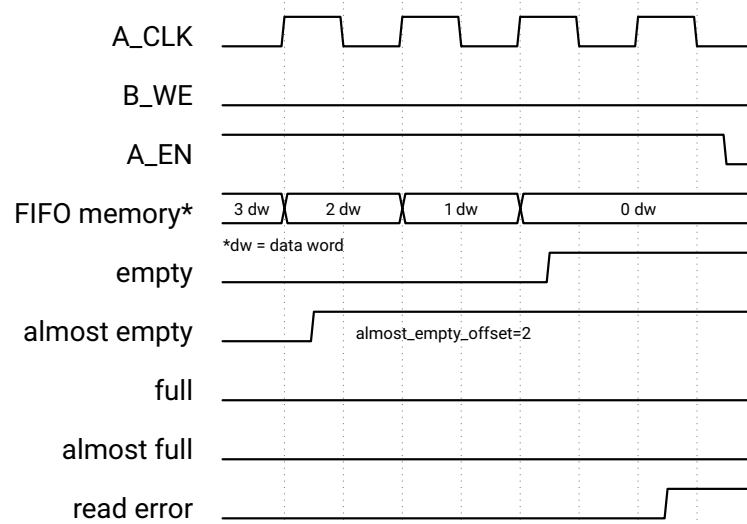 A_CLK
B_WE
A_EN
FIFO memory* 3 dw 2 dw 1 dw 0 dw
*dw = data word
empty
almost empty almost_empty_offset=2
full
almost full
read error